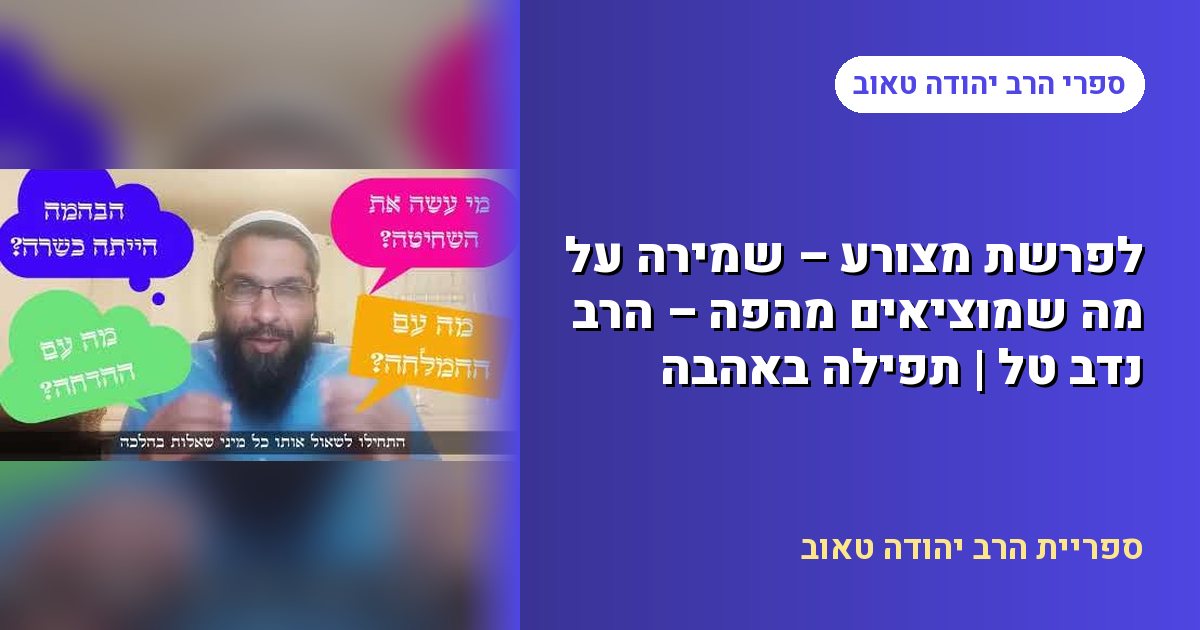 ספרי הרב יהודה טאוב
לפרשת מצורע – שמירה על
מה שמוציאים מהפה – הרב
נדב טל | תפילה באהבה
ספריית הרב יהודה טאוב
מי עשה את
השחיטה?
הבהמה
הייתה כשרה?
מה עם
ההמלחה?
מה עם
ההדחה?
התחילו לשאול אותו כל מיני שאלות בהלכה